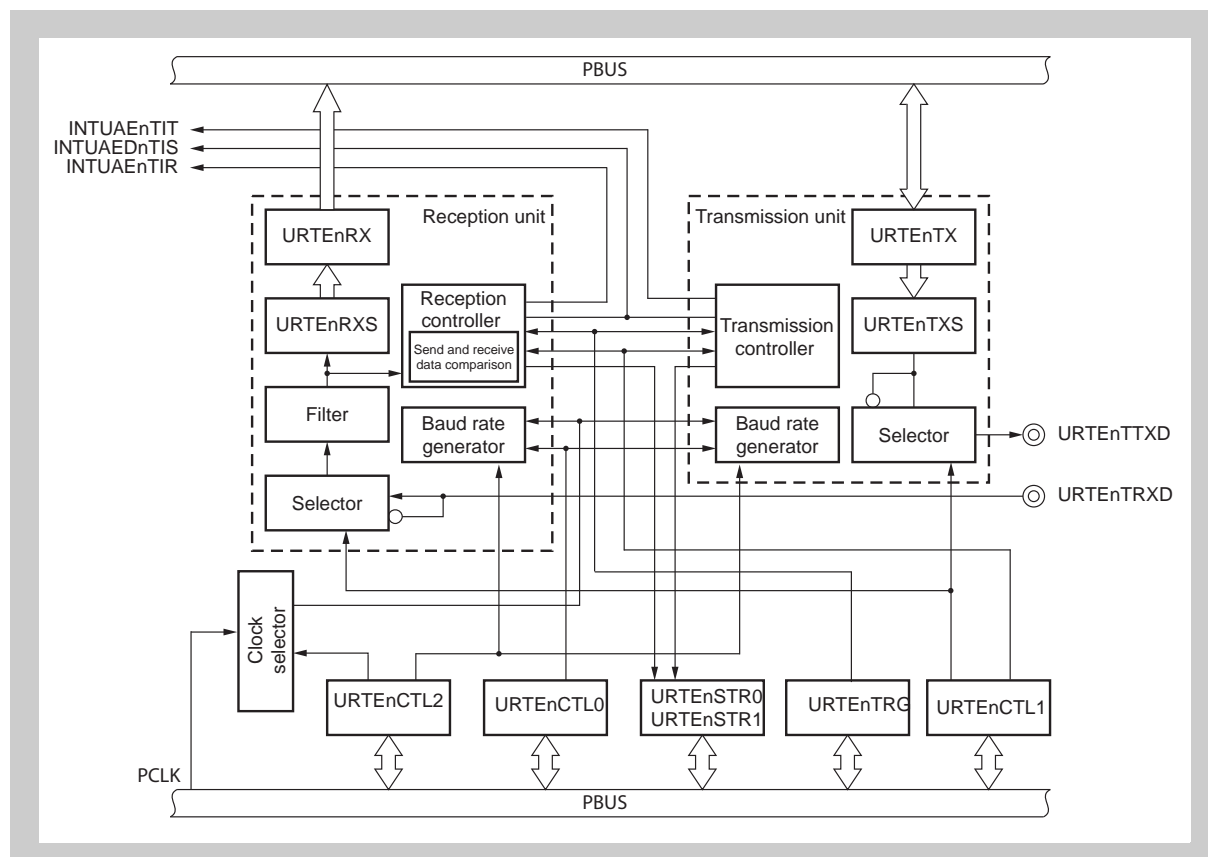 PBUS
INTUAEnTIT
INTUAEDnTIS
INTUAEnTIR
Reception unit
Transmission unit
URTEnRX
URTEnTX
URTEnRXS
Reception
controller
Send and receive
data comparison
Transmission
controller
URTEnTXS
Filter
Baud rate
generator
Baud rate
generator
Selector
URTEnTTXD
Selector
URTEnTRXD
Clock
selector
URTEnCTL2
URTEnCTL0
URTEnSTR0
URTEnSTR1
URTEnTRG
URTEnCTL1
PCLK
PBUS